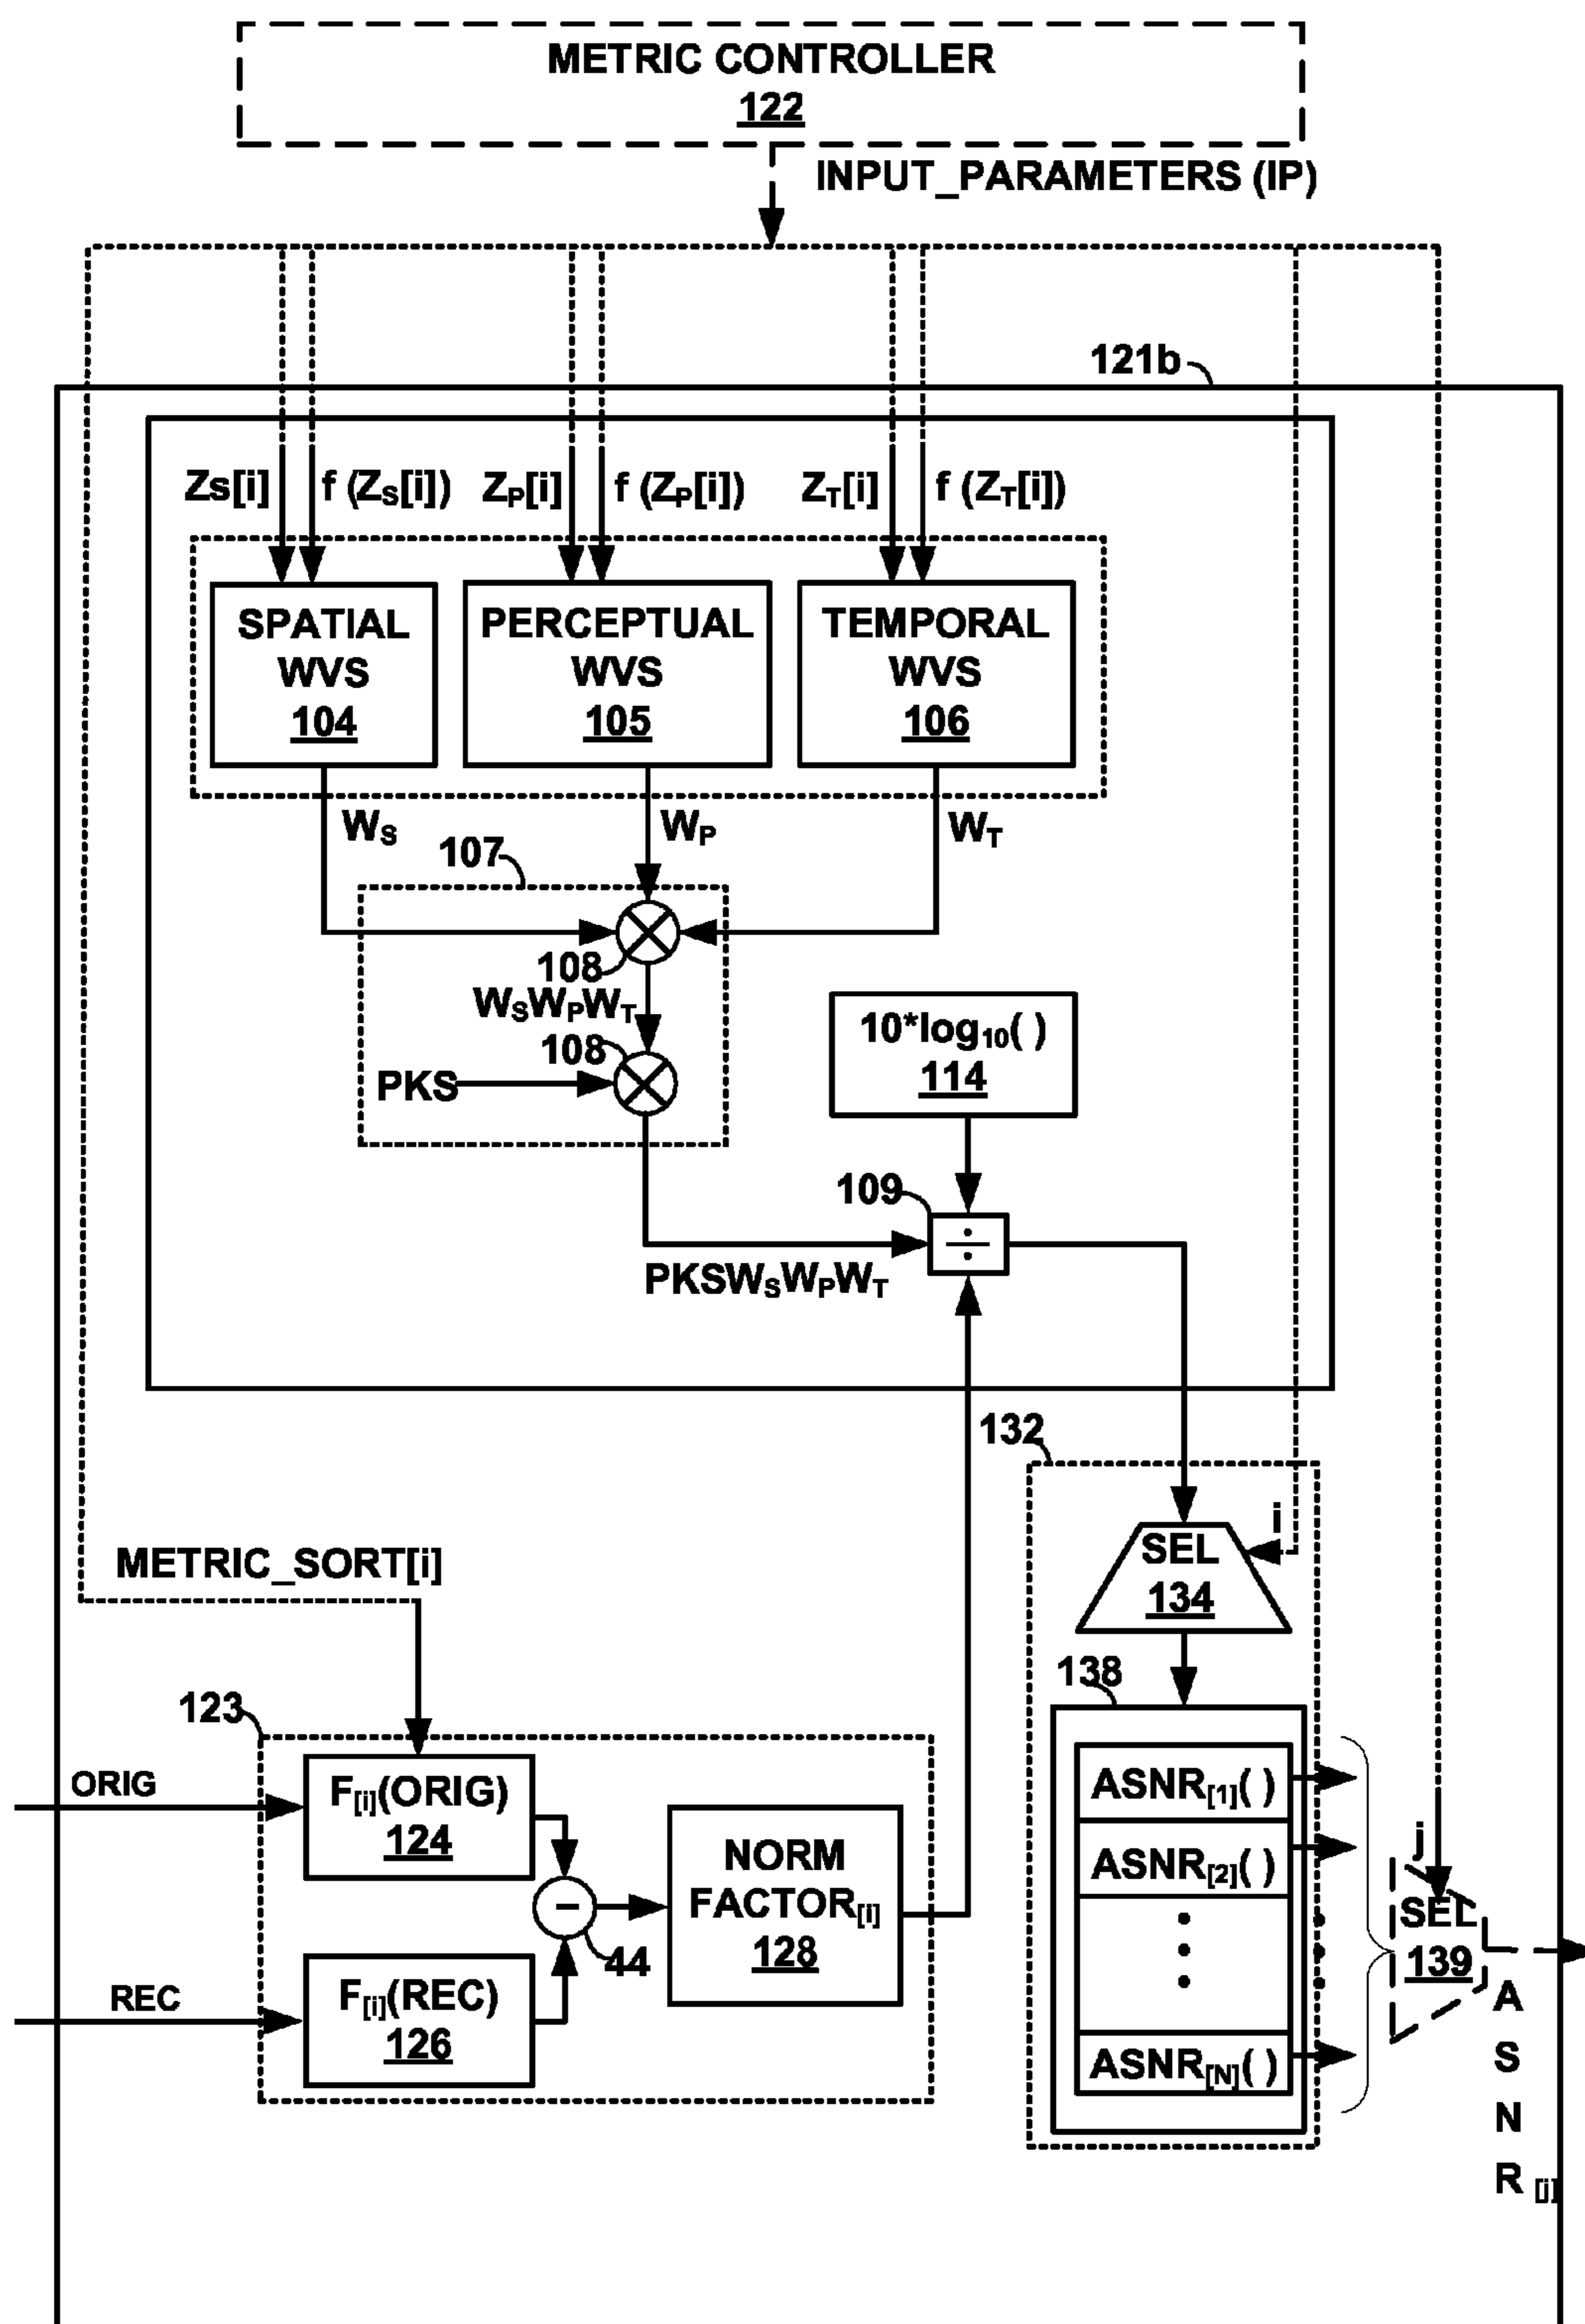 METRIC CONTROLLER
122
INPUT_PARAMETERS (IP)
121b
Zs[i] f (ZS[i]) ZP[i] f (ZP[i]) ZT[i] f (ZT[i])
SPATIAL
WVS
104
PERCEPTUAL
WVS
105
TEMPORAL
WVS
106
WS
WP
WT
107
108
WSWPWT
108
PKS
10*log10( )
114
109
PKSWSWPWT
132
i
SEL
134
METRIC_SORT[i]
138
123
ORIG
F[i](ORIG)
124
NORM
FACTOR[i]
128
44
REC
F[i](REC)
126
ASNR[1]( )
ASNR[2]( )
ASNR[N]( )
j
SEL
139
A
S
N
R [j]